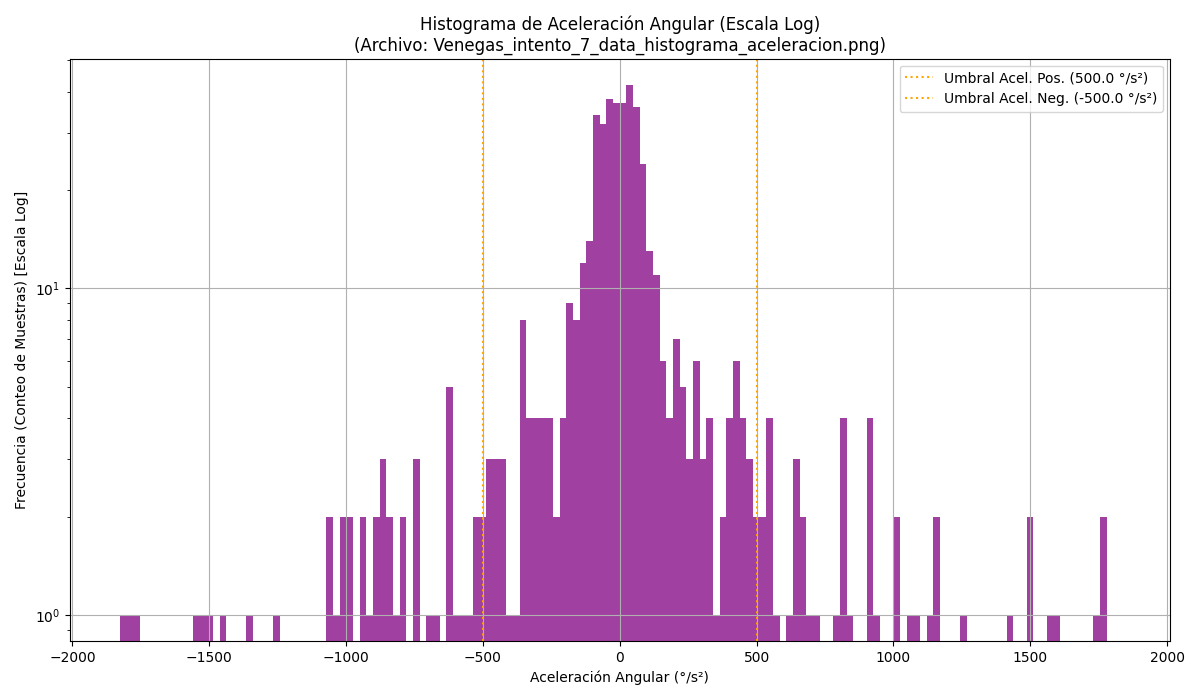 Histograma de Aceleración Angular (Escala Log)
(Archivo: Venegas_intento_7_data_histograma_aceleracion.png)
Umbral Acel. Pos. (500.0 °/s²)
Umbral Acel. Neg. (-500.0 °/s²)
Frecuencia (Conteo de Muestras) [Escala Log]
10¹
10⁰
−2000 −1500 −1000 −500 0 500 1000 1500 2000
Aceleración Angular (°/s²)